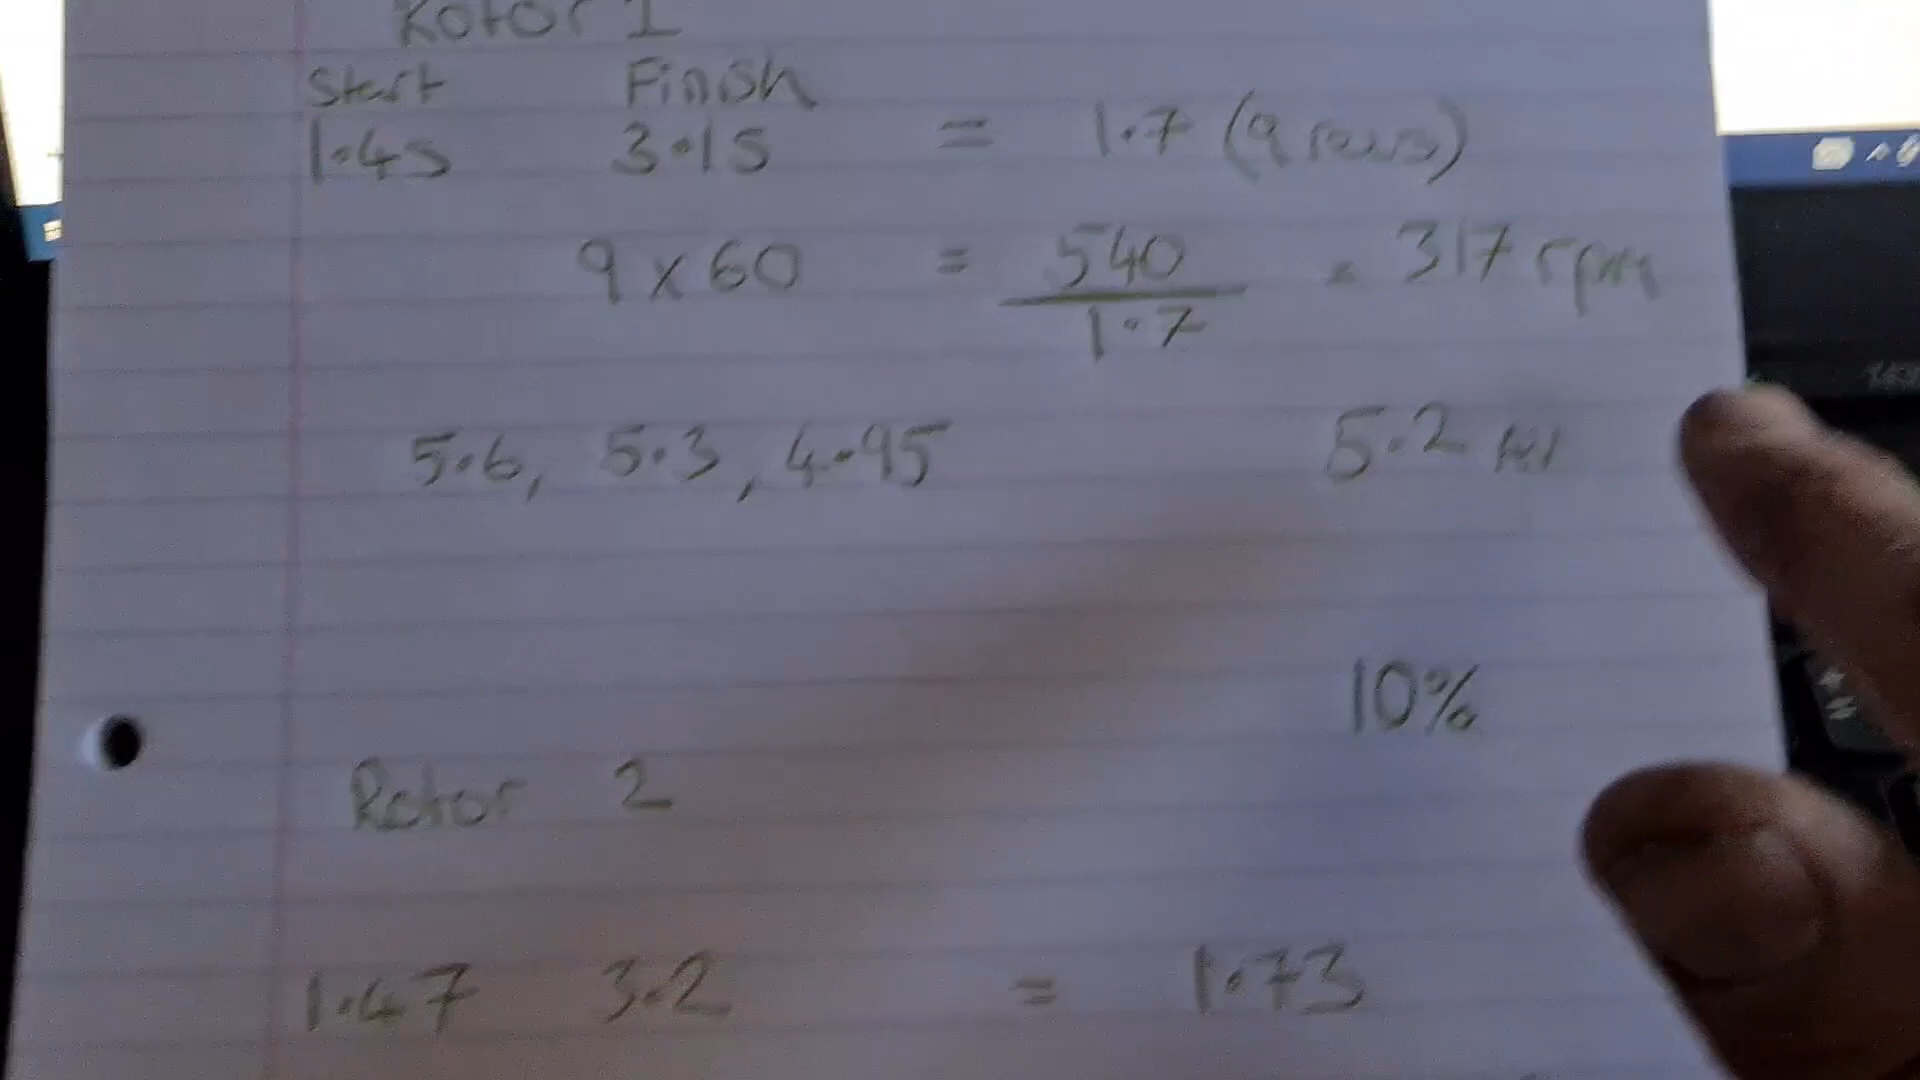 Rotor 1
Start Finish
1.45 3.15 = 1.7 (9 revs)
9 x 60 = 540 / 1.7 = 317 rpm
5.6, 5.3, 4.95 5.2
10%
Rotor 2
1.47 3.2 = 1.73